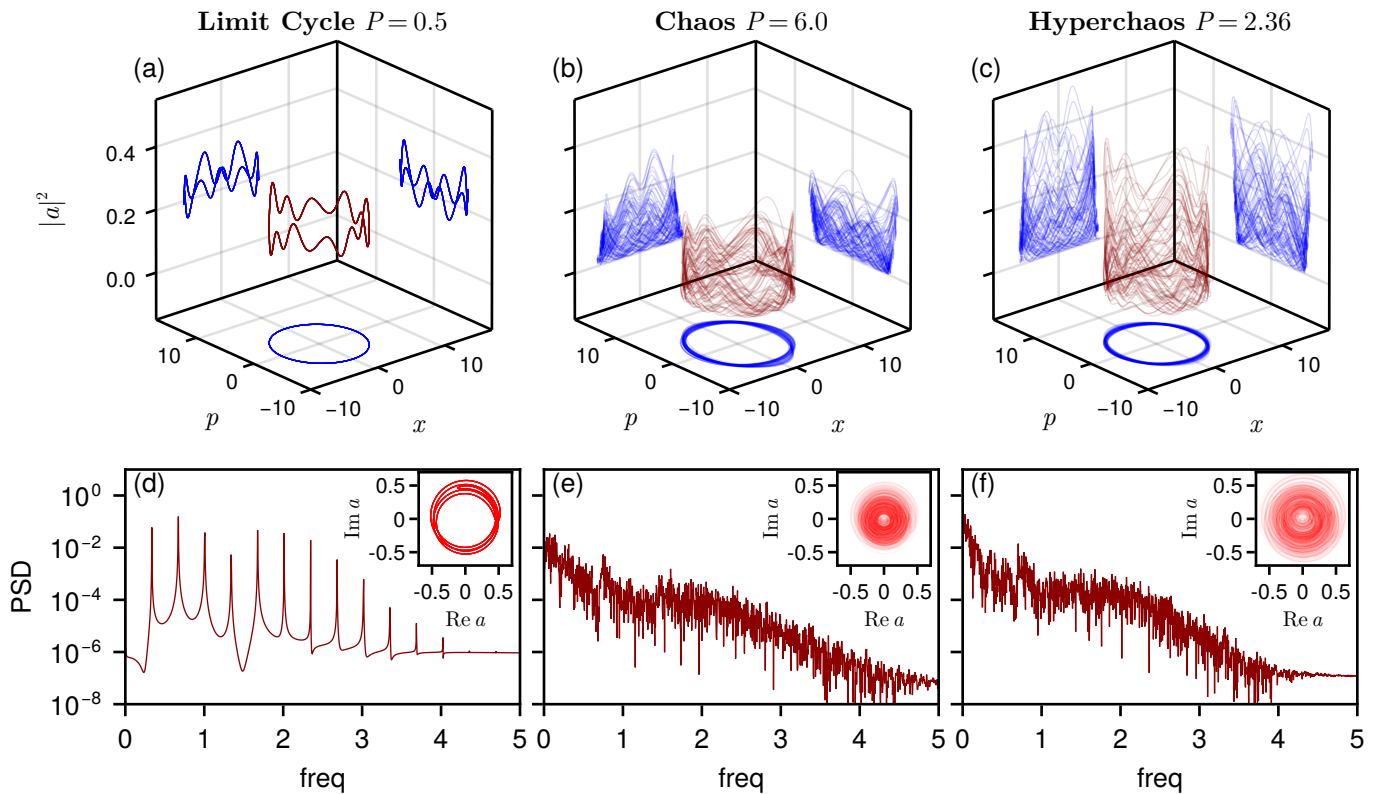 Limit Cycle P = 0.5
Chaos P = 6.0
Hyperchaos P = 2.36
(a)
(b)
(c)
|a|²
0.4
0.2
0.0
10
0
−10
p
−10
0
10
x
10
0
−10
p
−10
0
10
x
10
0
−10
p
−10
0
10
x
(d)
(e)
(f)
PSD
10⁰
10⁻²
10⁻⁴
10⁻⁶
10⁻⁸
Im a
0.5
0
-0.5
-0.5 0 0.5
Re a
Im a
0.5
0
-0.5
-0.5 0 0.5
Re a
Im a
0.5
0
-0.5
-0.5 0 0.5
Re a
0 1 2 3 4 5
0 1 2 3 4 5
0 1 2 3 4 5
freq
freq
freq